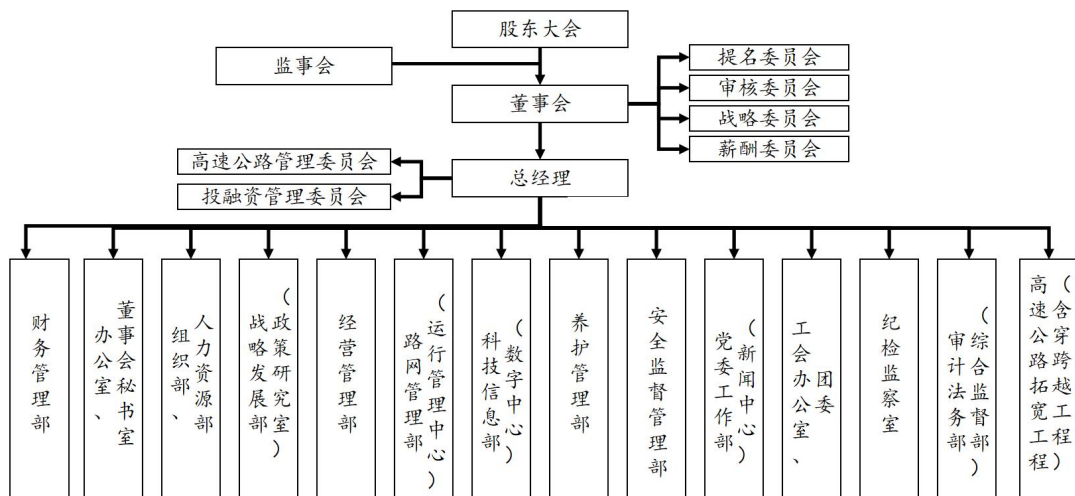 股东大会
监事会
董事会
提名委员会
审核委员会
战略委员会
薪酬委员会
总经理
高速公路管理委员会
投融资管理委员会
财务管理部
办公室、
董事会秘书室
组织部、
人力资源部
战略发展部
（政策研究室）
经营管理部
路网管理部
（运行管理中心）
科技信息部
（数字中心）
养护管理部
安全监督管理部
党委工作部
（新闻中心）
工会办公室、
团委
纪检监察室
审计法务部
（综合监督部）
高速公路拓宽工程
（含穿跨越工程）